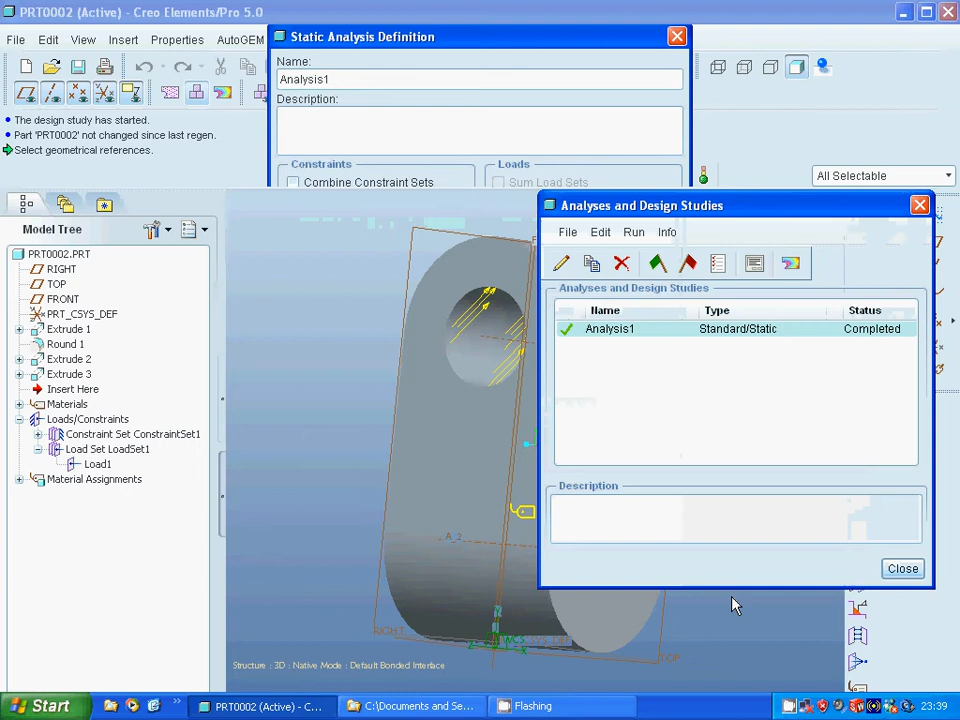 PRT0002 (Active) - Creo Elements/Pro 5.0
File Edit View Insert Properties AutoGEM
The design study has started.
Part 'PRT0002' not changed since last regen.
Select geometrical references.
Static Analysis Definition
Name:
Analysis1
Description:
Constraints
Combine Constraint Sets
Loads
Sum Load Sets
All Selectable
Model Tree
PRT0002.PRT
RIGHT
TOP
FRONT
PRT_CSYS_DEF
Extrude 1
Round 1
Extrude 2
Extrude 3
Insert Here
Materials
Loads/Constraints
Constraint Set ConstraintSet1
Load Set LoadSet1
Load1
Material Assignments
A_2
RIGHT
WCS
TOP
Structure : 3D : Native Mode : Default Bonded Interface
Analyses and Design Studies
File Edit Run Info
Analyses and Design Studies
Name Type Status
Analysis1 Standard/Static Completed
Description
Close
Start
PRT0002 (Active) - C...
C:\Documents and Se...
Flashing
23:39